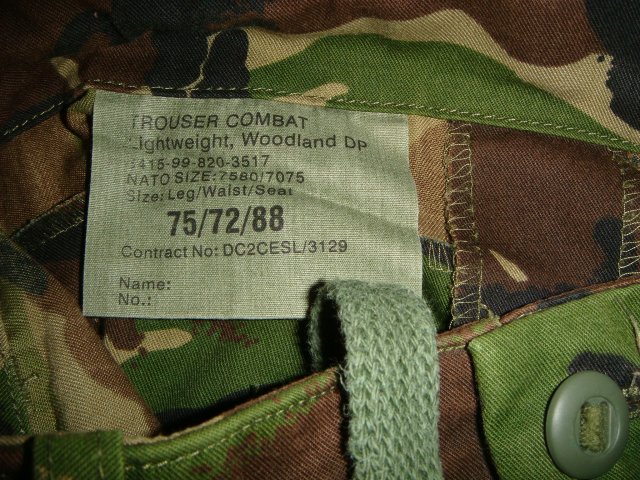 TROUSER COMBAT
Lightweight, Woodland DP
8415-99-820-3517
NATO SIZE: 7580/7075
Size: Leg/Waist/Seat
75/72/88
Contract No: DC2CESL/3129
Name:
No.: